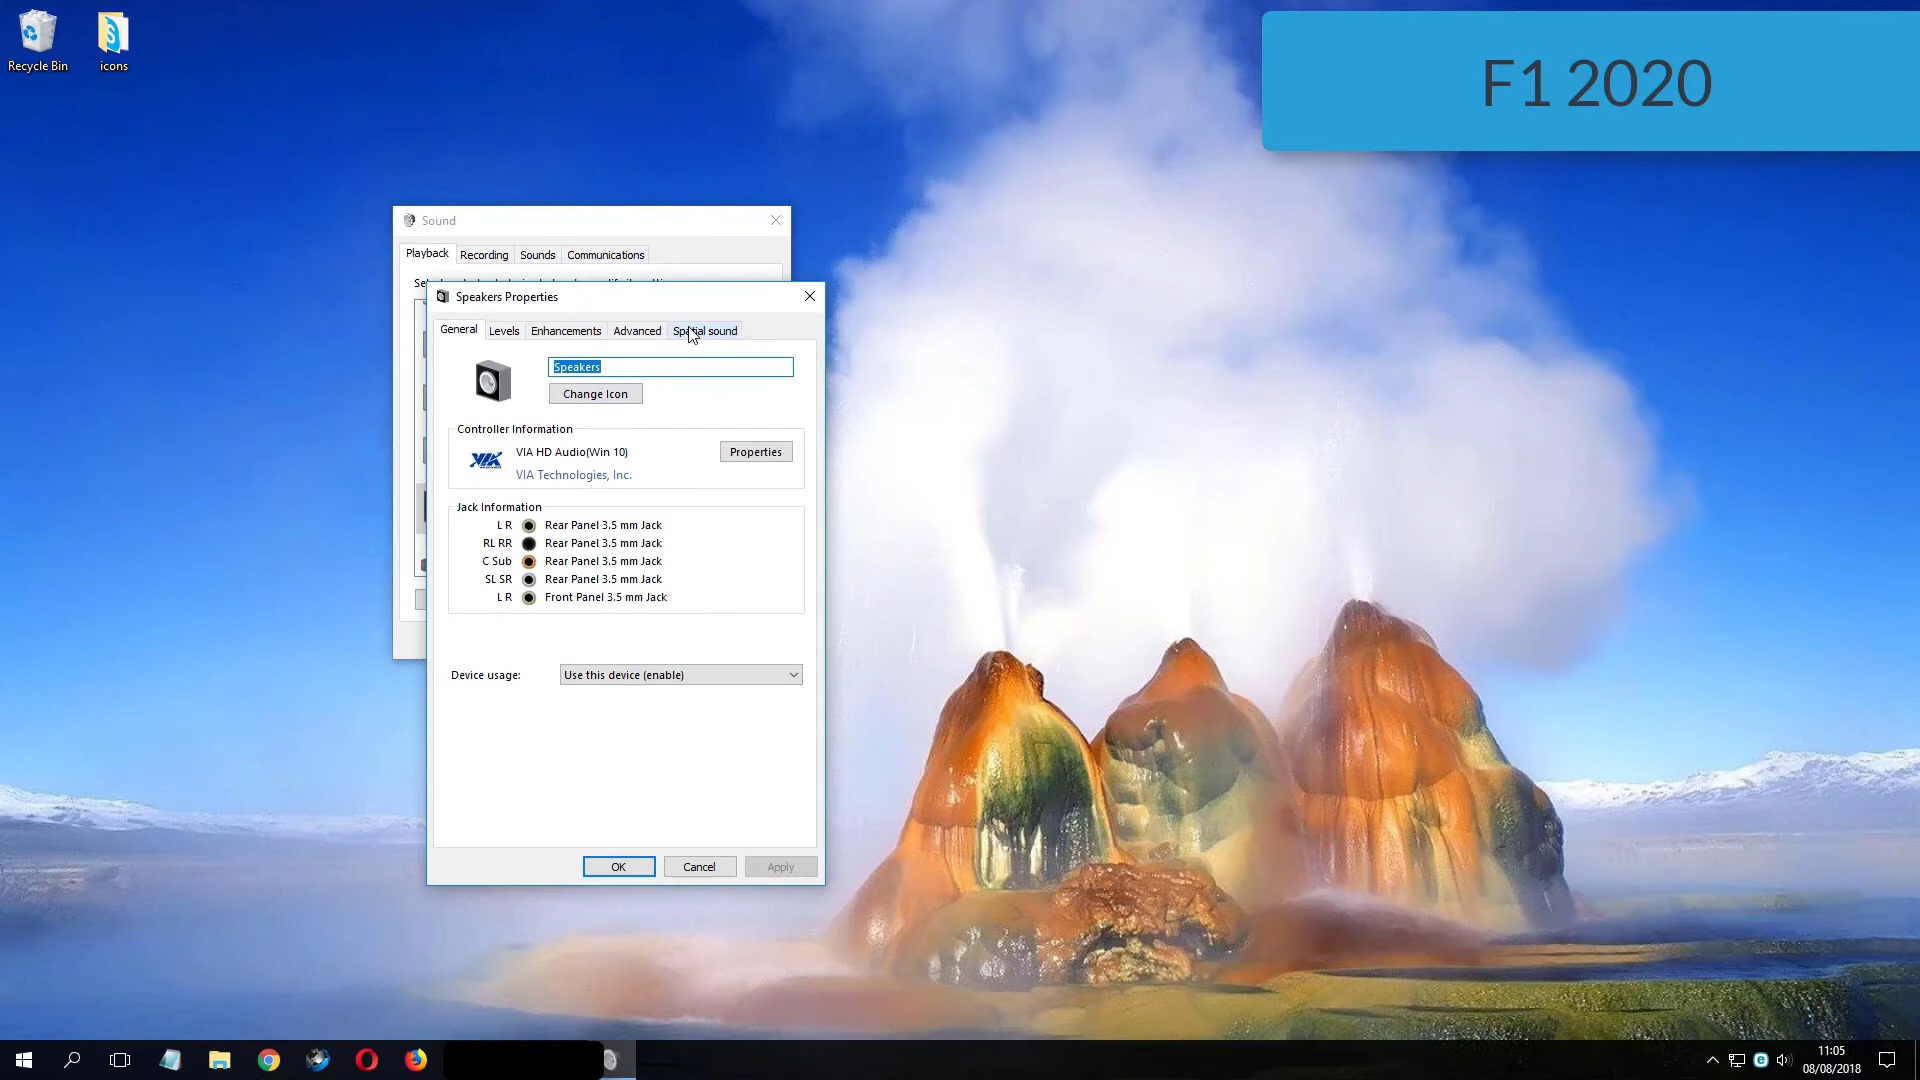 Recycle Bin
icons
F1 2020
Sound
Playback
Recording
Sounds
Communications
Speakers Properties
General
Levels
Enhancements
Advanced
Spatial sound
Speakers
Change Icon
Controller Information
VIA
VIA HD Audio(Win 10)
Properties
VIA Technologies, Inc.
Jack Information
L R Rear Panel 3.5 mm Jack
RL RR Rear Panel 3.5 mm Jack
C Sub Rear Panel 3.5 mm Jack
SL SR Rear Panel 3.5 mm Jack
L R Front Panel 3.5 mm Jack
Device usage:
Use this device (enable)
OK
Cancel
Apply
11:05
08/08/2018